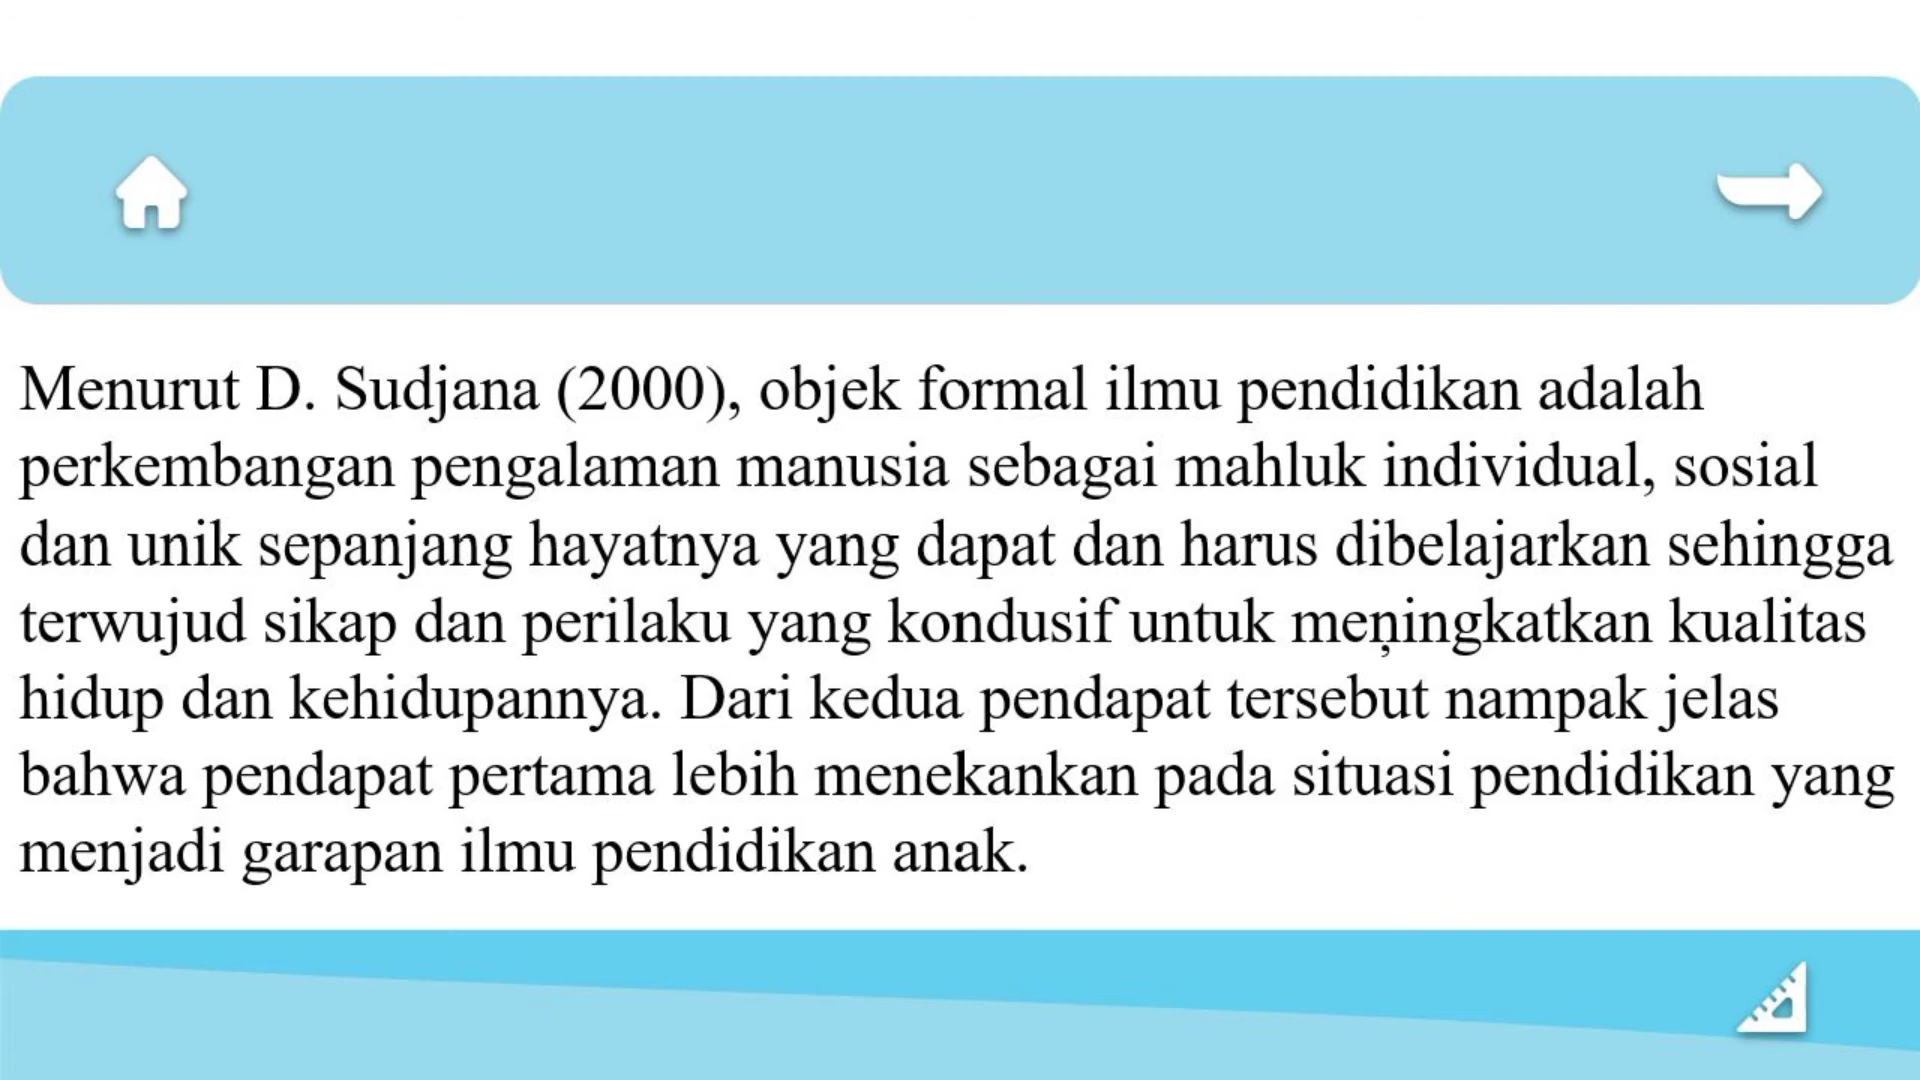 Menurut D. Sudjana (2000), objek formal ilmu pendidikan adalah
perkembangan pengalaman manusia sebagai mahluk individual, sosial
dan unik sepanjang hayatnya yang dapat dan harus dibelajarkan sehingga
terwujud sikap dan perilaku yang kondusif untuk meņingkatkan kualitas
hidup dan kehidupannya. Dari kedua pendapat tersebut nampak jelas
bahwa pendapat pertama lebih menekankan pada situasi pendidikan yang
menjadi garapan ilmu pendidikan anak.